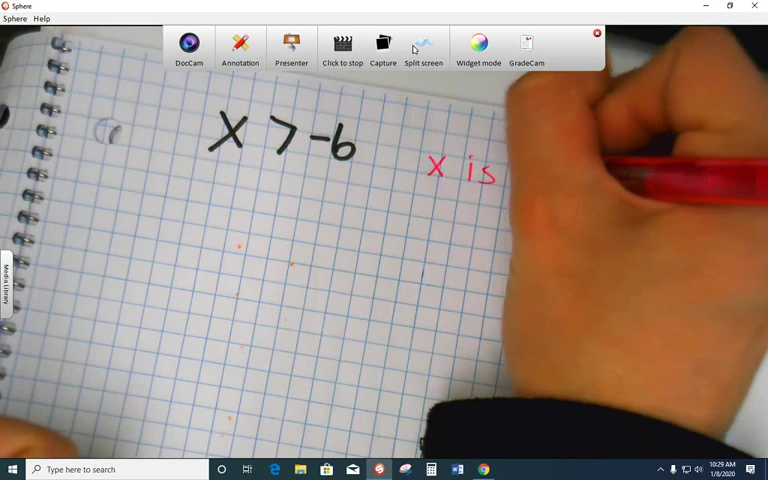 Sphere
Sphere Help
DocCam Annotation Presenter Click to stop Capture Split screen Widget mode GradeCam
X > -6
x is
Media Library
Type here to search
10:29 AM
1/8/2020